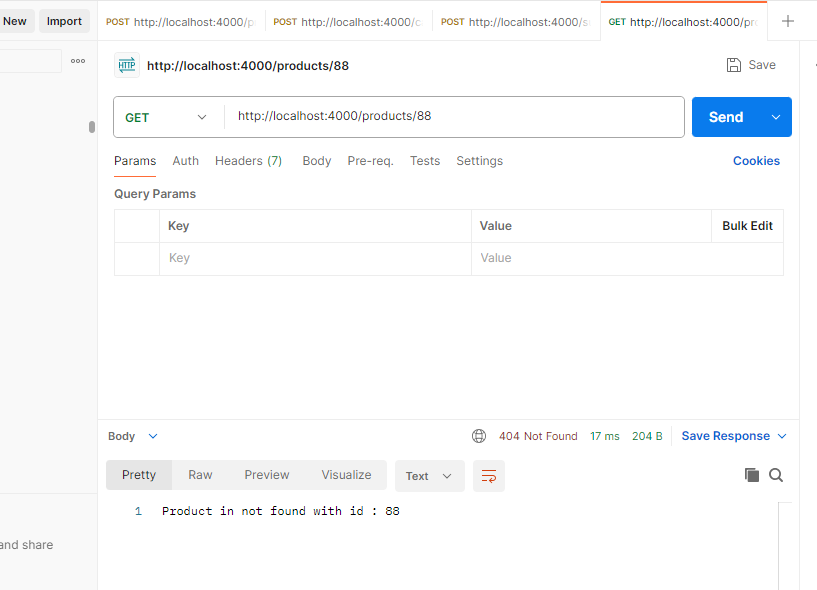 New Import POST http://localhost:4000/p POST http://localhost:4000/c POST http://localhost:4000/s GET http://localhost:4000/pr
http://localhost:4000/products/88 Save
GET http://localhost:4000/products/88 Send
Params Auth Headers (7) Body Pre-req. Tests Settings Cookies
Query Params
Key Value Bulk Edit
Key Value
Body 404 Not Found 17 ms 204 B Save Response
Pretty Raw Preview Visualize Text
1 Product in not found with id : 88
and share